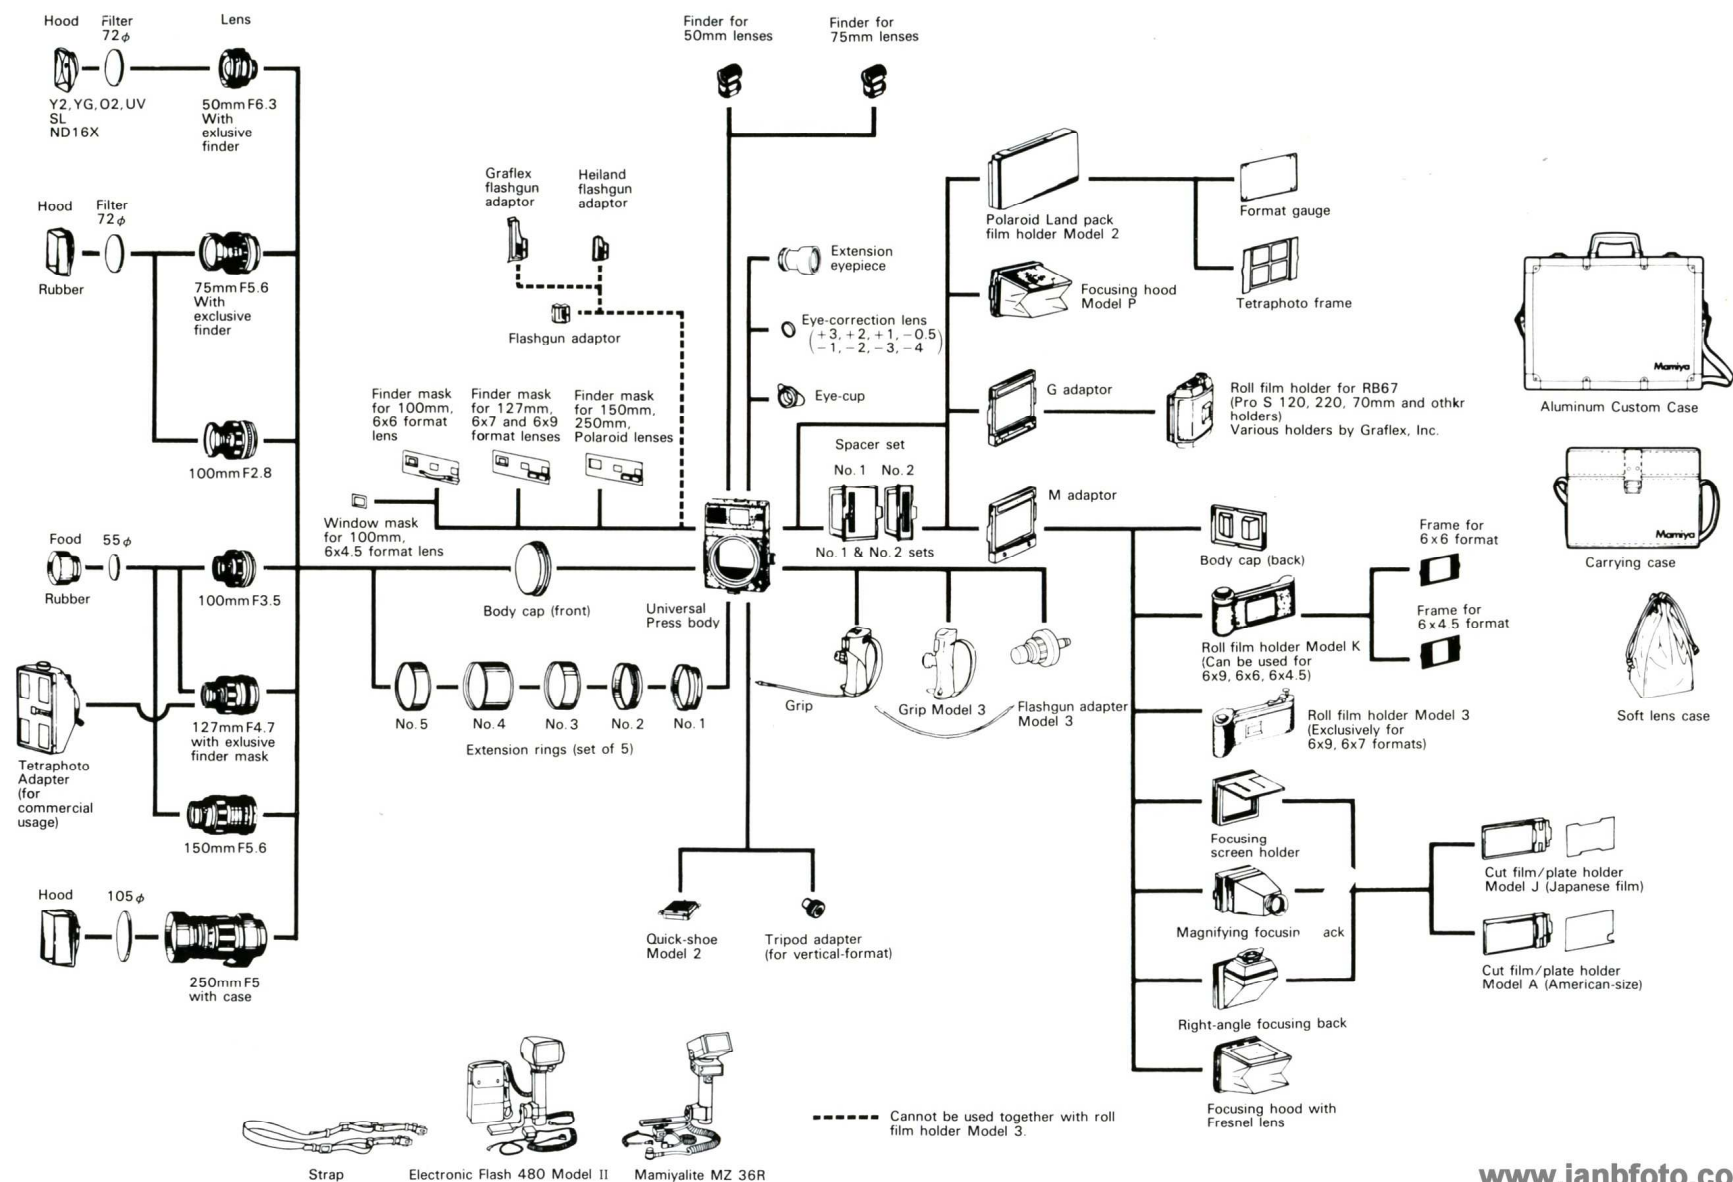 Hood
Filter
72φ
Lens
Y2, YG, O2, UV
SL
ND16X
50mm F6.3
With
exlusive
finder
Hood
Filter
72φ
Rubber
75mm F5.6
With
exclusive
finder
100mm F2.8
Food
55φ
Rubber
100mm F3.5
127mm F4.7
with exlusive
finder mask
Tetraphoto
Adapter
(for
commercial
usage)
150mm F5.6
Hood
105φ
250mm F5
with case
Graflex
flashgun
adaptor
Heiland
flashgun
adaptor
Flashgun adaptor
Finder mask
for 100mm,
6x6 format
lens
Finder mask
for 127mm,
6x7 and 6x9
format lenses
Finder mask
for 150mm,
250mm,
Polaroid lenses
Window mask
for 100mm,
6x4.5 format lens
Body cap (front)
Universal
Press body
No. 5
No. 4
No. 3
No. 2
No. 1
Extension rings (set of 5)
Finder for
50mm lenses
Finder for
75mm lenses
Extension
eyepiece
Eye-correction lens
(+3, +2, +1, −0.5
−1, −2, −3, −4)
Eye-cup
Spacer set
No. 1
No. 2
No. 1 & No. 2 sets
Grip
Grip Model 3
Flashgun adapter
Model 3
Quick-shoe
Model 2
Tripod adapter
(for vertical-format)
Polaroid Land pack
film holder Model 2
Format gauge
Tetraphoto frame
Focusing hood
Model P
G adaptor
Roll film holder for RB67
(Pro S 120, 220, 70mm and othkr
holders)
Various holders by Graflex, Inc.
M adaptor
Body cap (back)
Roll film holder Model K
(Can be used for
6x9, 6x6, 6x4.5)
Frame for
6x6 format
Frame for
6x4.5 format
Roll film holder Model 3
(Exclusively for
6x9, 6x7 formats)
Focusing
screen holder
Magnifying focusin ack
Right-angle focusing back
Focusing hood with
Fresnel lens
Cut film/plate holder
Model J (Japanese film)
Cut film/plate holder
Model A (American-size)
Mamiya
Aluminum Custom Case
Mamiya
Carrying case
Soft lens case
Strap
Electronic Flash 480 Model II
Mamiyalite MZ 36R
Cannot be used together with roll
film holder Model 3.
www.janbfoto.co